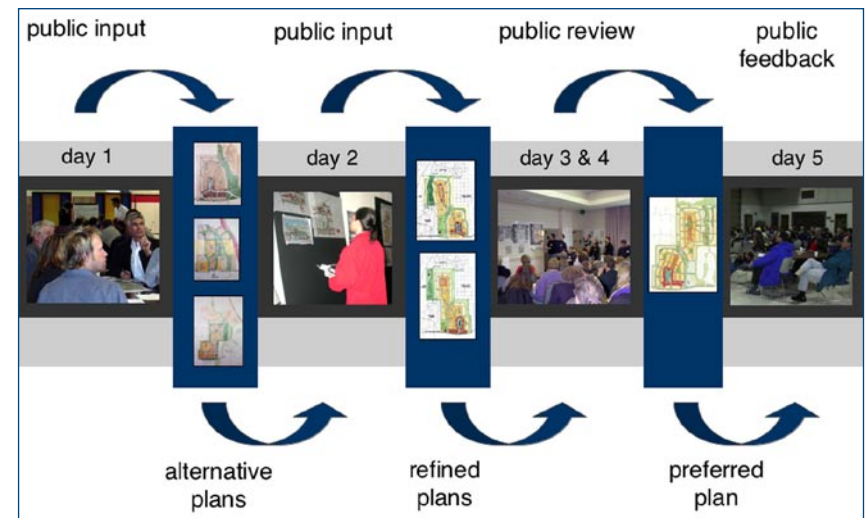 public input
public input
public review
public
feedback
day 1
day 2
day 3 & 4
day 5
alternative
plans
refined
plans
preferred
plan